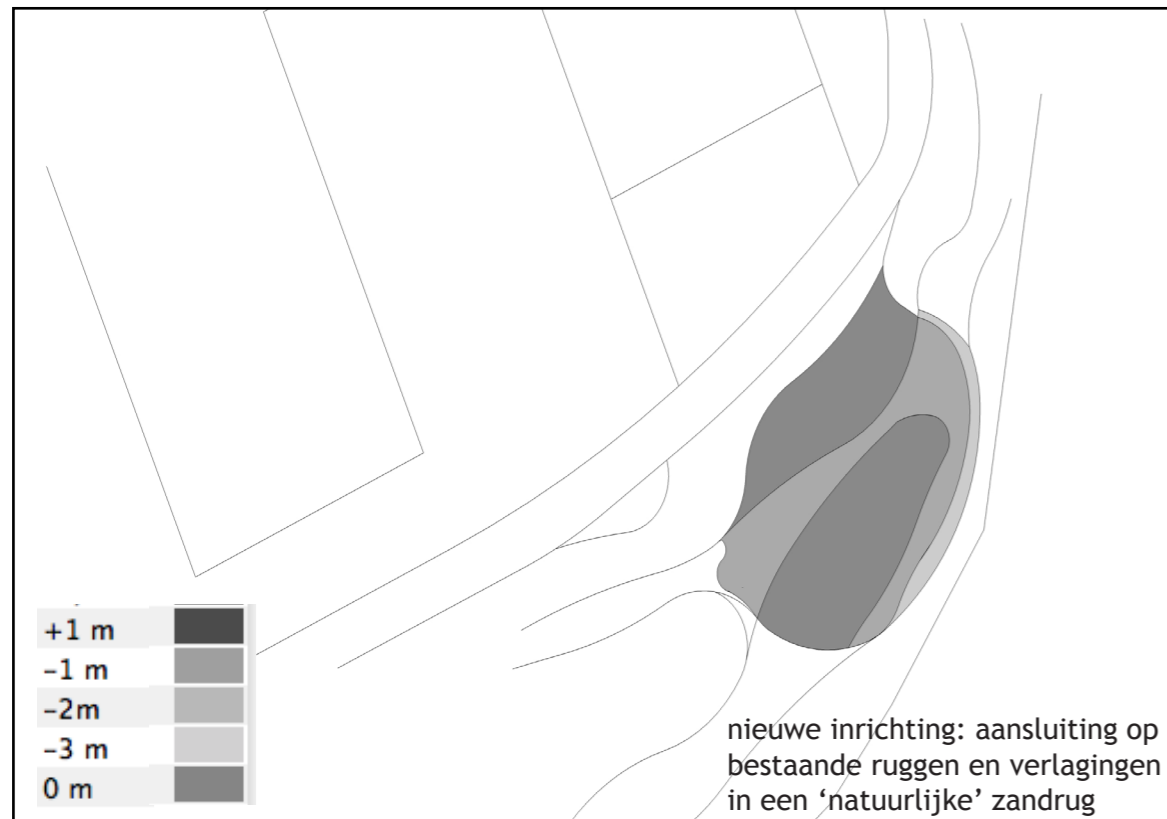 +1 m
-1 m
-2m
-3 m
0 m
nieuwe inrichting: aansluiting op
bestaande ruggen en verlagingen
in een ‘natuurlijke’ zandrug